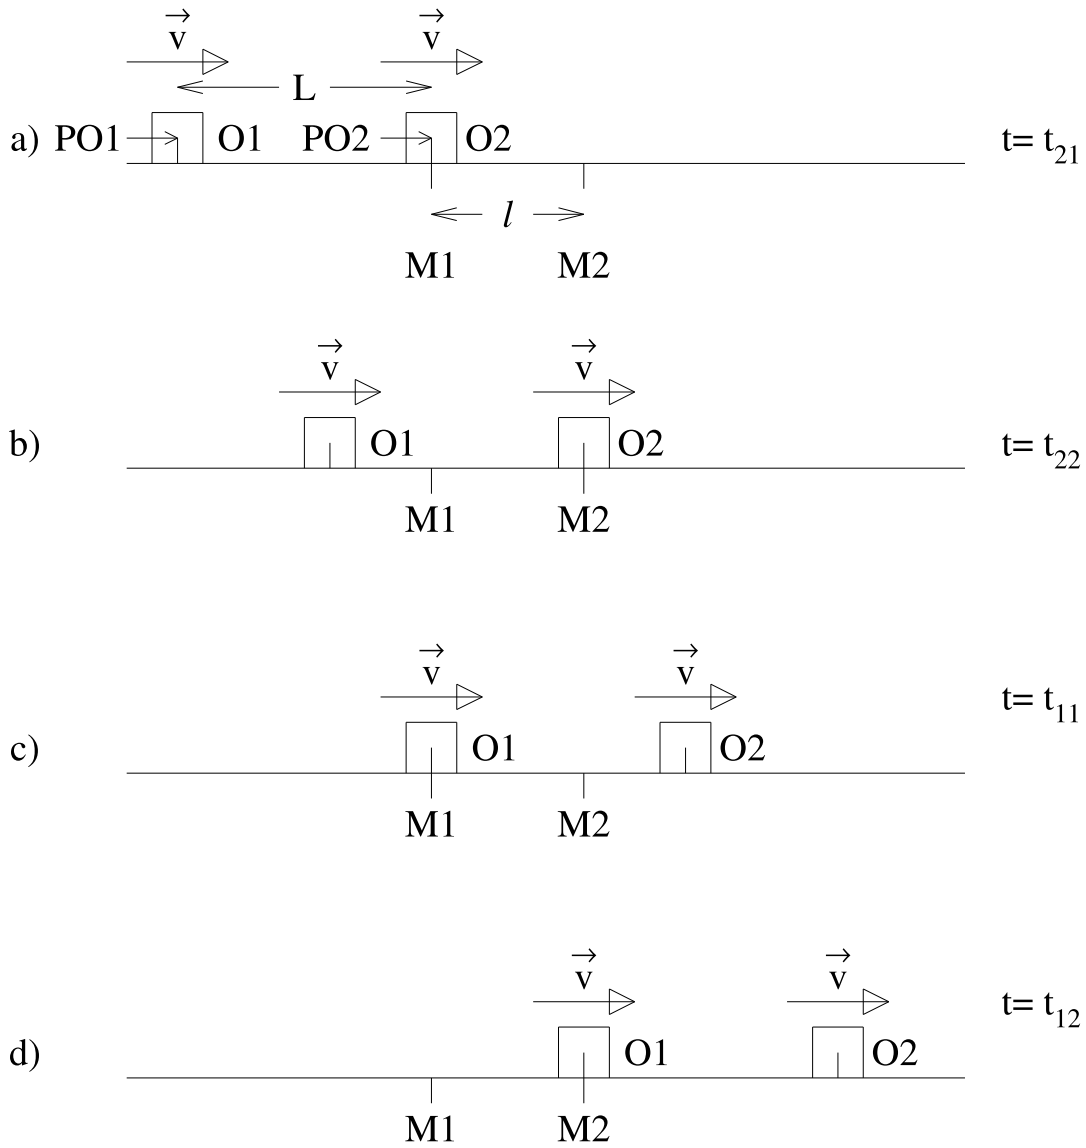 v⃗ v⃗
L
a) PO1 O1 PO2 O2 t= t₂₁
l
M1 M2
v⃗ v⃗
b) O1 O2 t= t₂₂
M1 M2
v⃗ v⃗ t= t₁₁
c) O1 O2
M1 M2
v⃗ v⃗ t= t₁₂
d) O1 O2
M1 M2